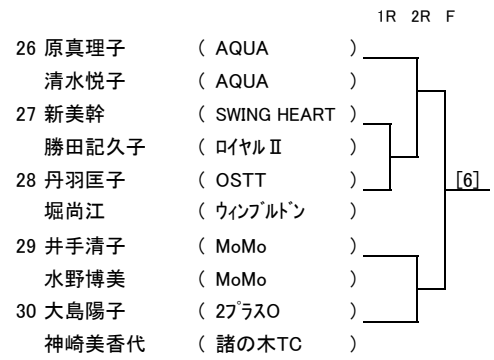 1R 2R F
26 原真理子 ( AQUA )
清水悦子 ( AQUA )
27 新美幹 ( SWING HEART )
勝田記久子 ( ﾛｲﾔﾙⅡ )
28 丹羽匡子 ( OSTT )
[6]
堀尚江 ( ｳｨﾝﾌﾞﾙﾄﾞﾝ )
29 井手清子 ( MoMo )
水野博美 ( MoMo )
30 大島陽子 ( 2ﾌﾟﾗｽO )
神崎美香代 ( 諸の木TC )